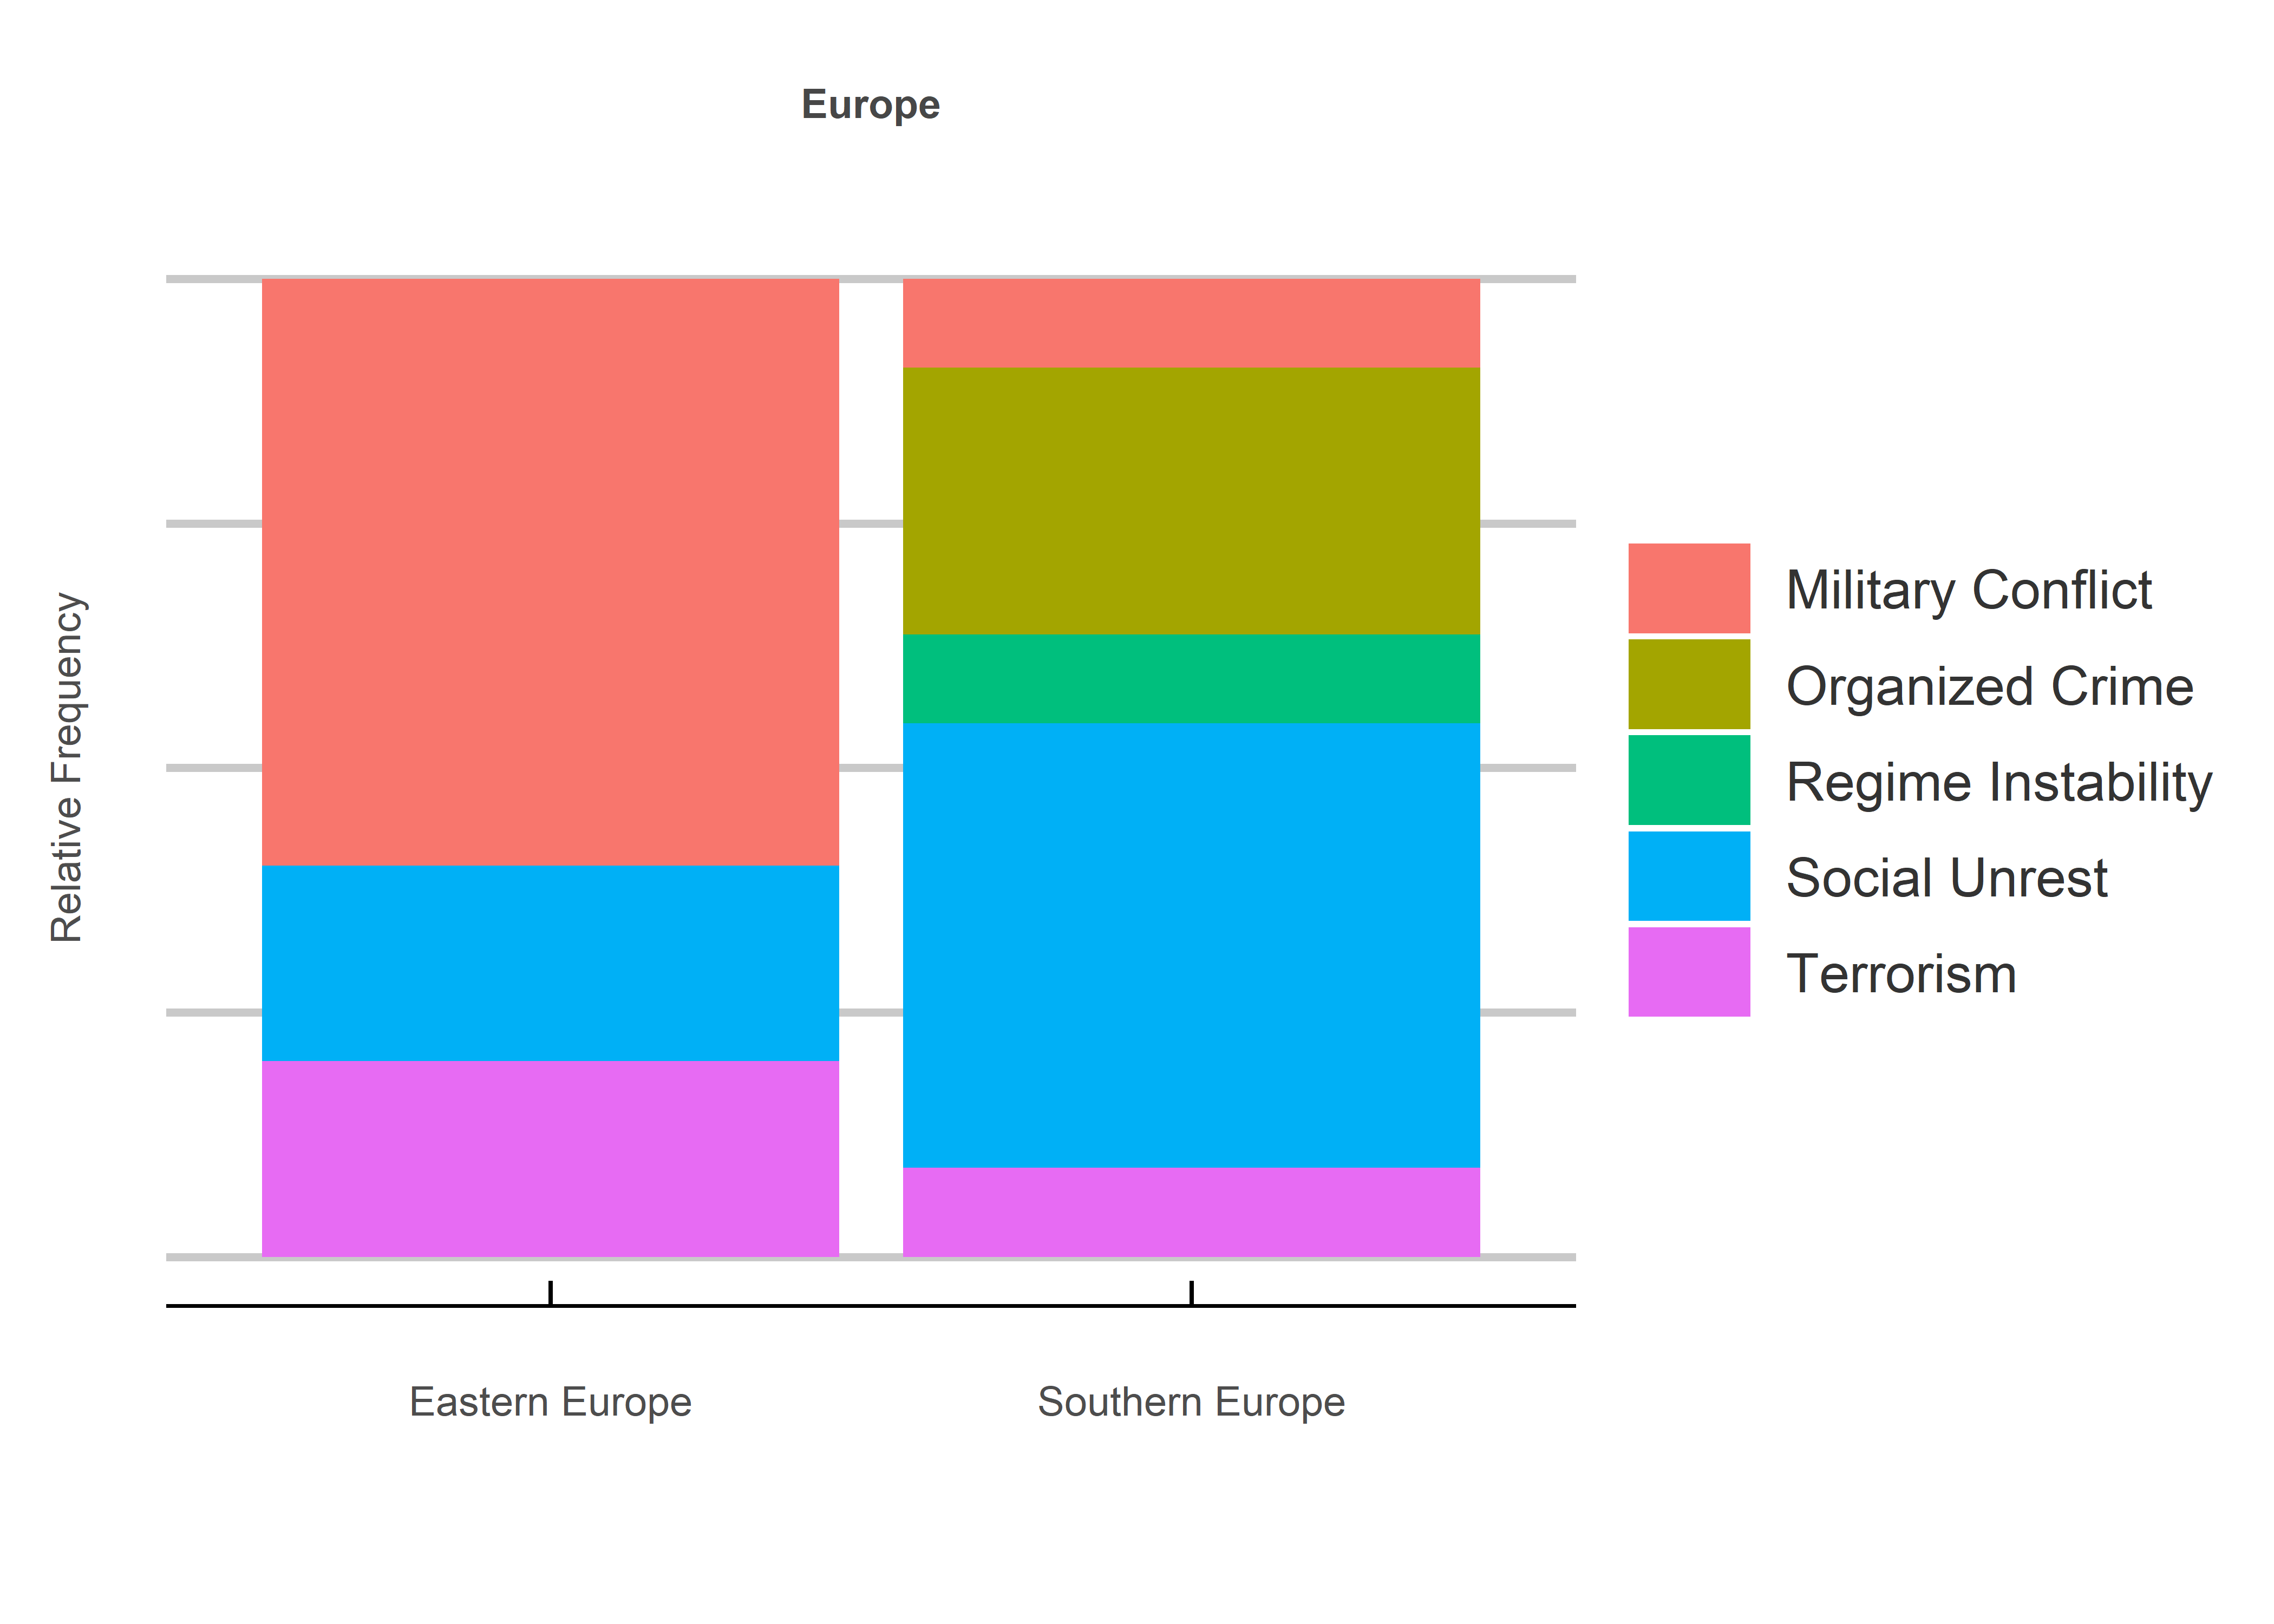 Europe
Relative Frequency
Military Conflict
Organized Crime
Regime Instability
Social Unrest
Terrorism
Eastern Europe
Southern Europe